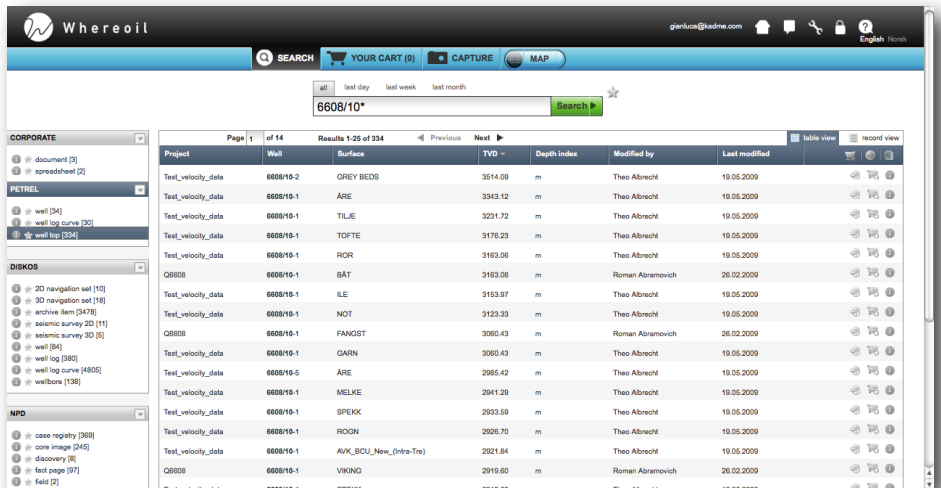 Whereoil
gianluca@kadme.com
English Norsk
SEARCH YOUR CART (0) CAPTURE MAP
all last day last week last month
6608/10* Search
CORPORATE
document [3]
spreadsheet [2]
PETREL
well [34]
well log curve [30]
well top [334]
DISKOS
2D navigation set [10]
3D navigation set [18]
archive item [3478]
seismic survey 2D [11]
seismic survey 3D [5]
well [84]
well log [380]
well log curve [4805]
wellbore [138]
NPD
case registry [369]
core image [245]
discovery [8]
fact page [97]
field [2]
Page 1 of 14 Results 1-25 of 334 Previous Next table view record view
Project Well Surface TVD Depth index Modified by Last modified
Test_velocity_data 6608/10-2 GREY BEDS 3514.09 m Theo Albrecht 19.05.2009
Test_velocity_data 6608/10-1 ÅRE 3343.12 m Theo Albrecht 19.05.2009
Test_velocity_data 6608/10-1 TILJE 3231.72 m Theo Albrecht 19.05.2009
Test_velocity_data 6608/10-1 TOFTE 3176.23 m Theo Albrecht 19.05.2009
Test_velocity_data 6608/10-1 ROR 3163.06 m Theo Albrecht 19.05.2009
Q6608 6608/10-1 BÅT 3163.06 m Roman Abramovich 26.02.2009
Test_velocity_data 6608/10-1 ILE 3153.97 m Theo Albrecht 19.05.2009
Test_velocity_data 6608/10-1 NOT 3123.33 m Theo Albrecht 19.05.2009
Q6608 6608/10-1 FANGST 3060.43 m Roman Abramovich 26.02.2009
Test_velocity_data 6608/10-1 GARN 3060.43 m Theo Albrecht 19.05.2009
Test_velocity_data 6608/10-5 ÅRE 2985.42 m Theo Albrecht 19.05.2009
Test_velocity_data 6608/10-1 MELKE 2941.29 m Theo Albrecht 19.05.2009
Test_velocity_data 6608/10-1 SPEKK 2933.59 m Theo Albrecht 19.05.2009
Test_velocity_data 6608/10-1 ROGN 2926.70 m Theo Albrecht 19.05.2009
Test_velocity_data 6608/10-1 AVK_BCU_New_(Intra-Tre) 2921.84 m Theo Albrecht 19.05.2009
Q6608 6608/10-1 VIKING 2919.60 m Roman Abramovich 26.02.2009